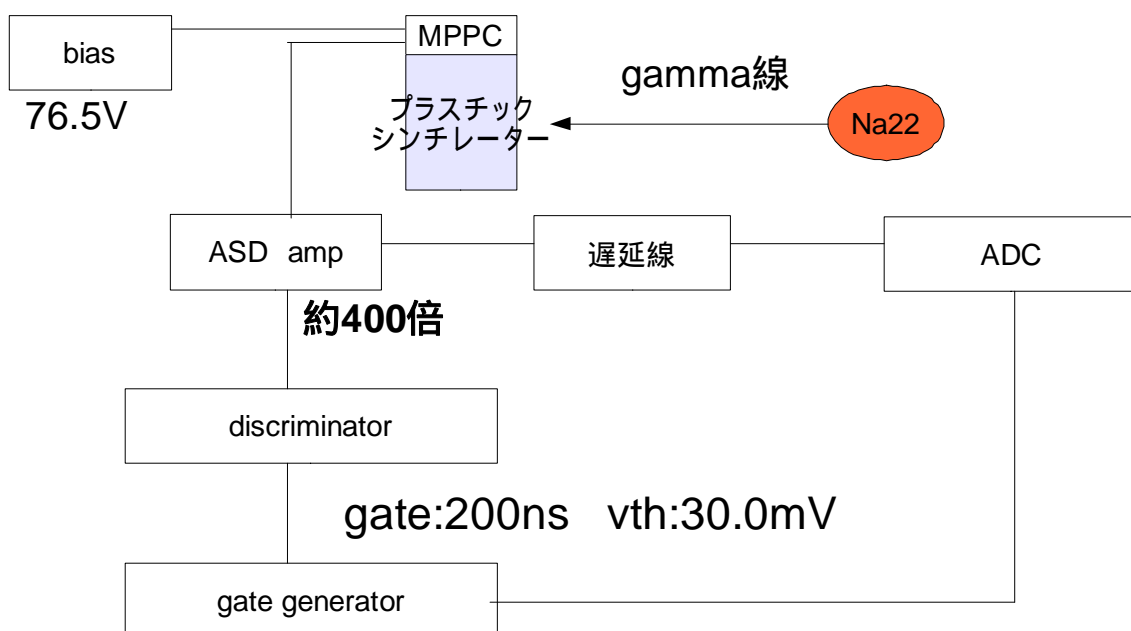 bias
76.5V
MPPC
プラスチック
シンチレーター
gamma線
Na22
ASD amp
約400倍
遅延線
ADC
discriminator
gate:200ns vth:30.0mV
gate generator